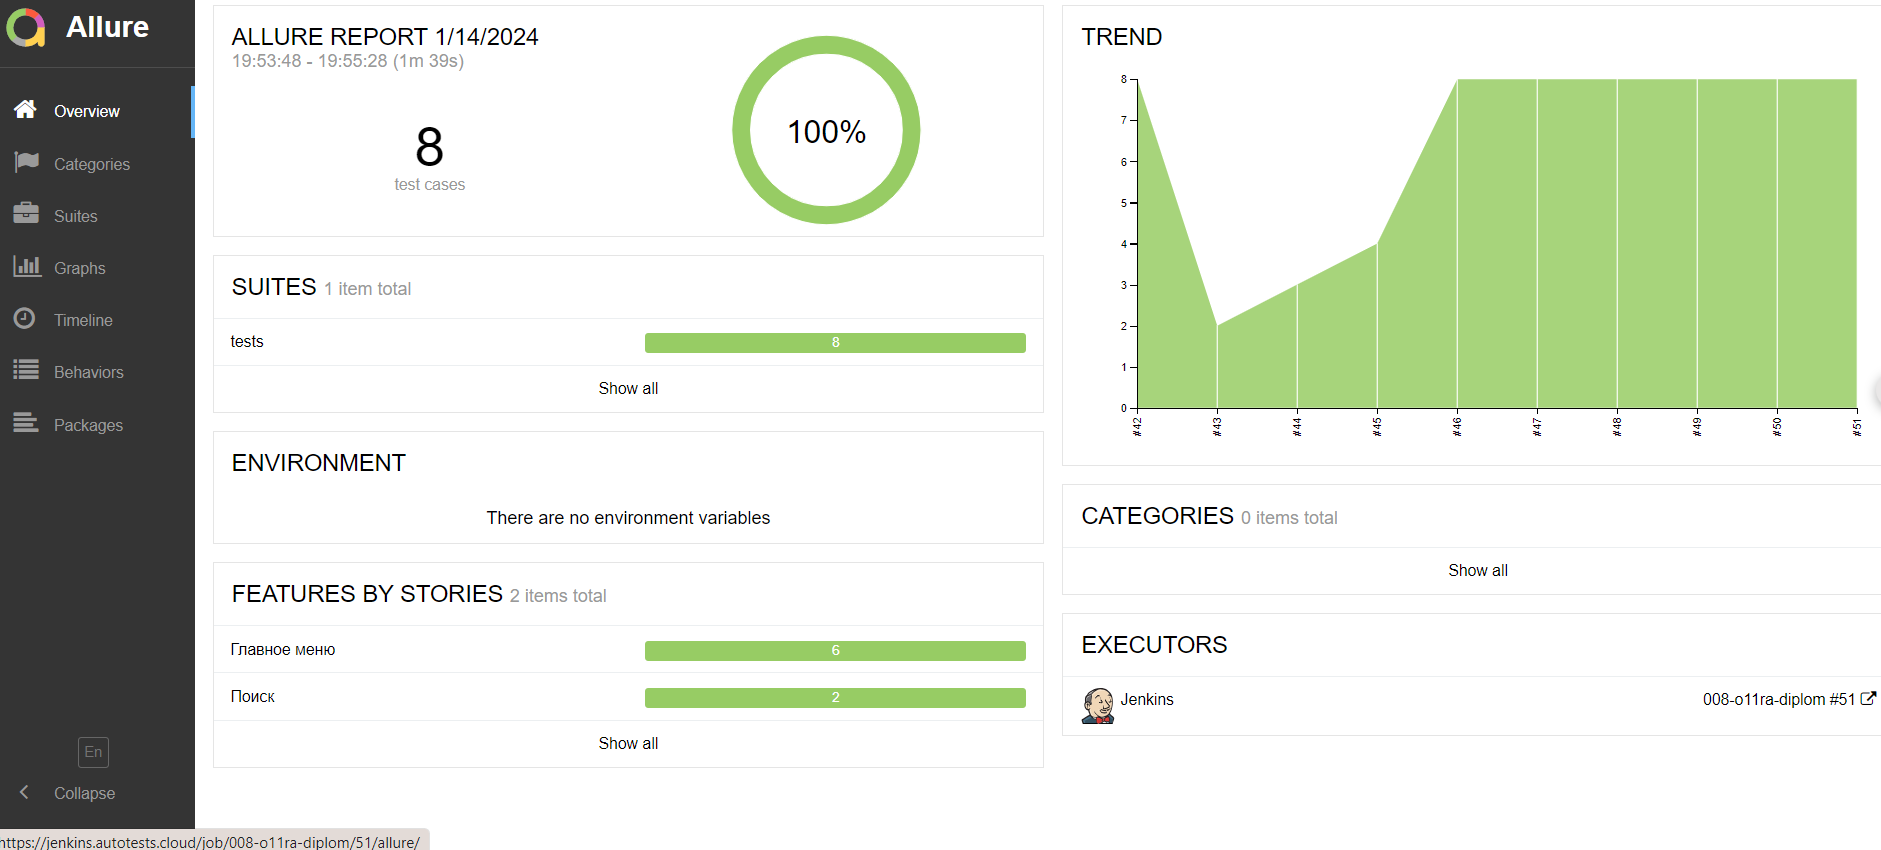 Allure
Overview
Categories
Suites
Graphs
Timeline
Behaviors
Packages
En
Collapse
ALLURE REPORT 1/14/2024
19:53:48 - 19:55:28 (1m 39s)
8
test cases
100%
SUITES 1 item total
tests 8
Show all
ENVIRONMENT
There are no environment variables
FEATURES BY STORIES 2 items total
Главное меню 6
Поиск 2
Show all
TREND
8
7
6
5
4
3
2
1
0
#42 #43 #44 #45 #46 #47 #48 #49 #50 #51
CATEGORIES 0 items total
Show all
EXECUTORS
Jenkins 008-o11ra-diplom #51
https://jenkins.autotests.cloud/job/008-o11ra-diplom/51/allure/